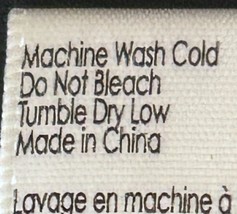 Machine Wash Cold
Do Not Bleach
Tumble Dry Low
Made in China
Lavage en machine à